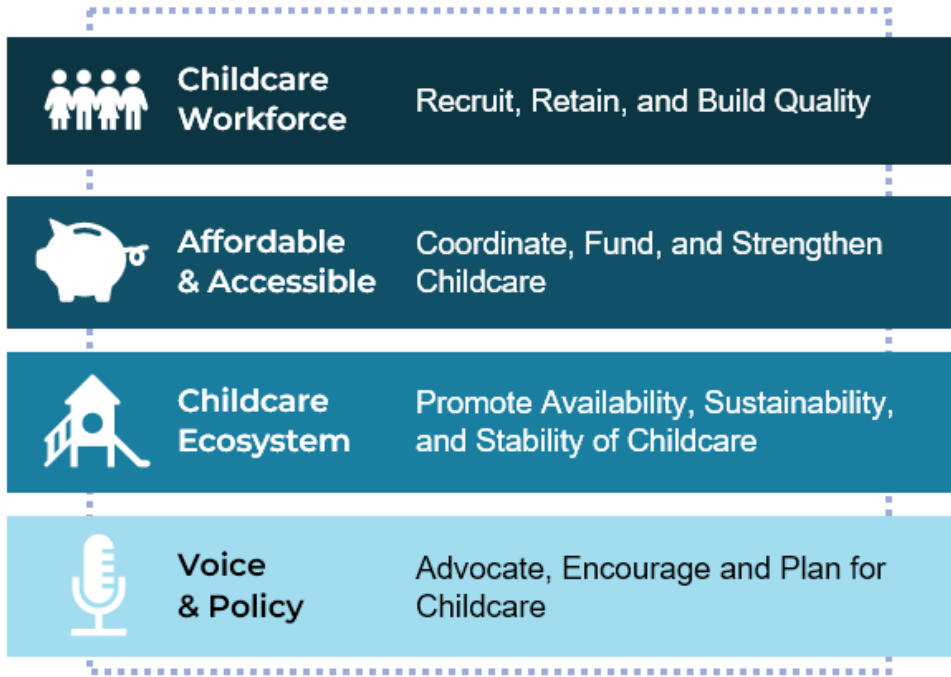 Childcare
Workforce
Recruit, Retain, and Build Quality
Affordable
& Accessible
Coordinate, Fund, and Strengthen
Childcare
Childcare
Ecosystem
Promote Availability, Sustainability,
and Stability of Childcare
Voice
& Policy
Advocate, Encourage and Plan for
Childcare